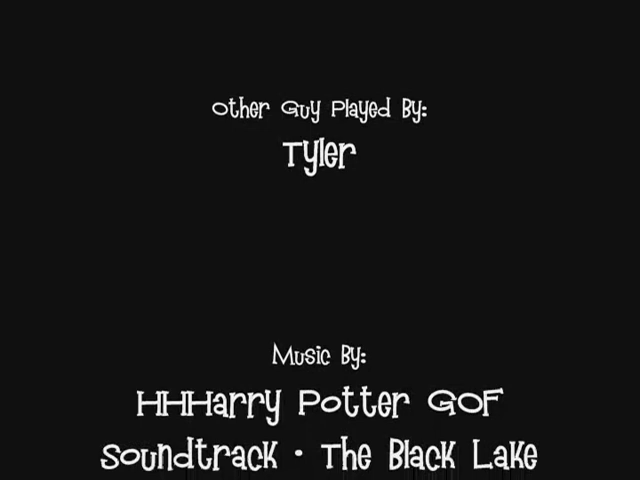 Other Guy Played By:
Tyler
Music By:
HHHarry Potter GOF
Soundtrack • The Black Lake